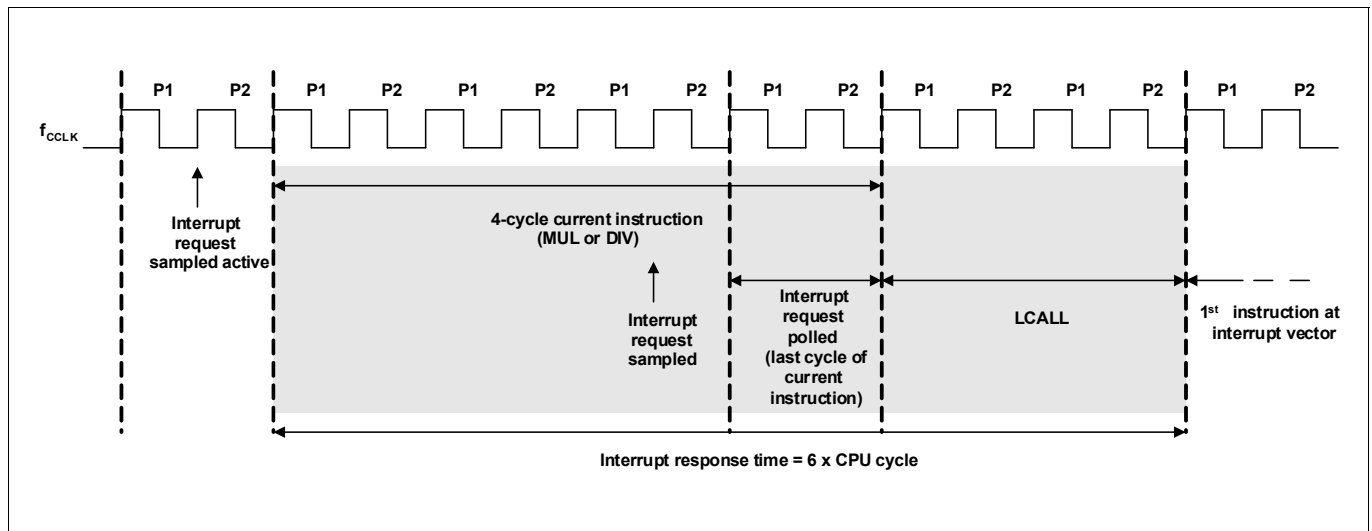 P1 P2 P1 P2 P1 P2 P1 P2 P1 P2 P1 P2 P1 P2 P1 P2
fCCLK
Interrupt
request
sampled active
4-cycle current instruction
(MUL or DIV)
Interrupt
request
sampled
Interrupt
request
polled
(last cycle of
current
instruction)
LCALL
1st instruction at
interrupt vector
Interrupt response time = 6 x CPU cycle